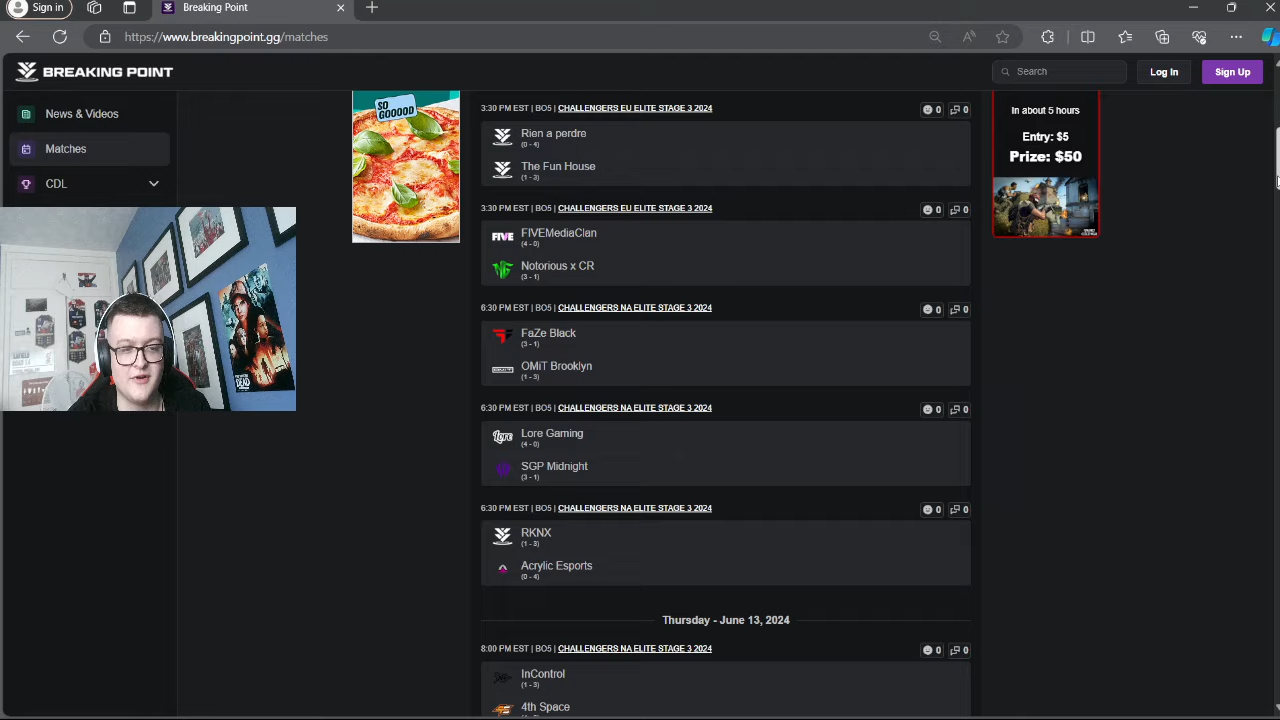 Sign in
Breaking Point
https://www.breakingpoint.gg/matches
BREAKING POINT
Search
Log In
Sign Up
News & Videos
Matches
CDL
SO GOOOOD
In about 5 hours
Entry: $5
Prize: $50
3:30 PM EST | BO5 | CHALLENGERS EU ELITE STAGE 3 2024
0 0
Rien a perdre
(0 - 4)
The Fun House
(1 - 3)
3:30 PM EST | BO5 | CHALLENGERS EU ELITE STAGE 3 2024
0 0
FIVE
FIVEMediaClan
(4 - 0)
Notorious x CR
(3 - 1)
6:30 PM EST | BO5 | CHALLENGERS NA ELITE STAGE 3 2024
0 0
FaZe Black
(3 - 1)
OMiT Brooklyn
(1 - 3)
6:30 PM EST | BO5 | CHALLENGERS NA ELITE STAGE 3 2024
0 0
Lore
Lore Gaming
(4 - 0)
SGP Midnight
(3 - 1)
6:30 PM EST | BO5 | CHALLENGERS NA ELITE STAGE 3 2024
0 0
RKNX
(1 - 3)
Acrylic Esports
(0 - 4)
Thursday - June 13, 2024
8:00 PM EST | BO5 | CHALLENGERS NA ELITE STAGE 3 2024
0 0
InControl
(1 - 3)
4th Space